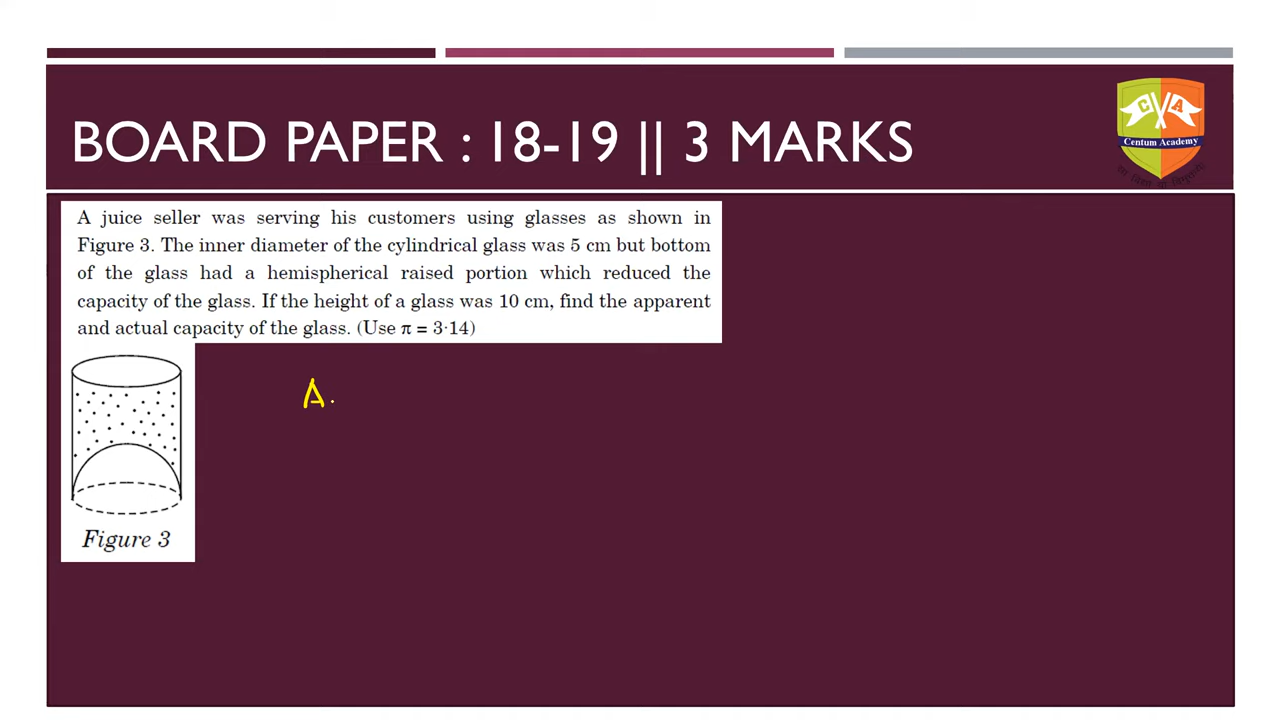 BOARD PAPER : 18-19 || 3 MARKS
C A
Centum Academy
A juice seller was serving his customers using glasses as shown in
Figure 3. The inner diameter of the cylindrical glass was 5 cm but bottom
of the glass had a hemispherical raised portion which reduced the
capacity of the glass. If the height of a glass was 10 cm, find the apparent
and actual capacity of the glass. (Use π = 3·14)
A.
Figure 3